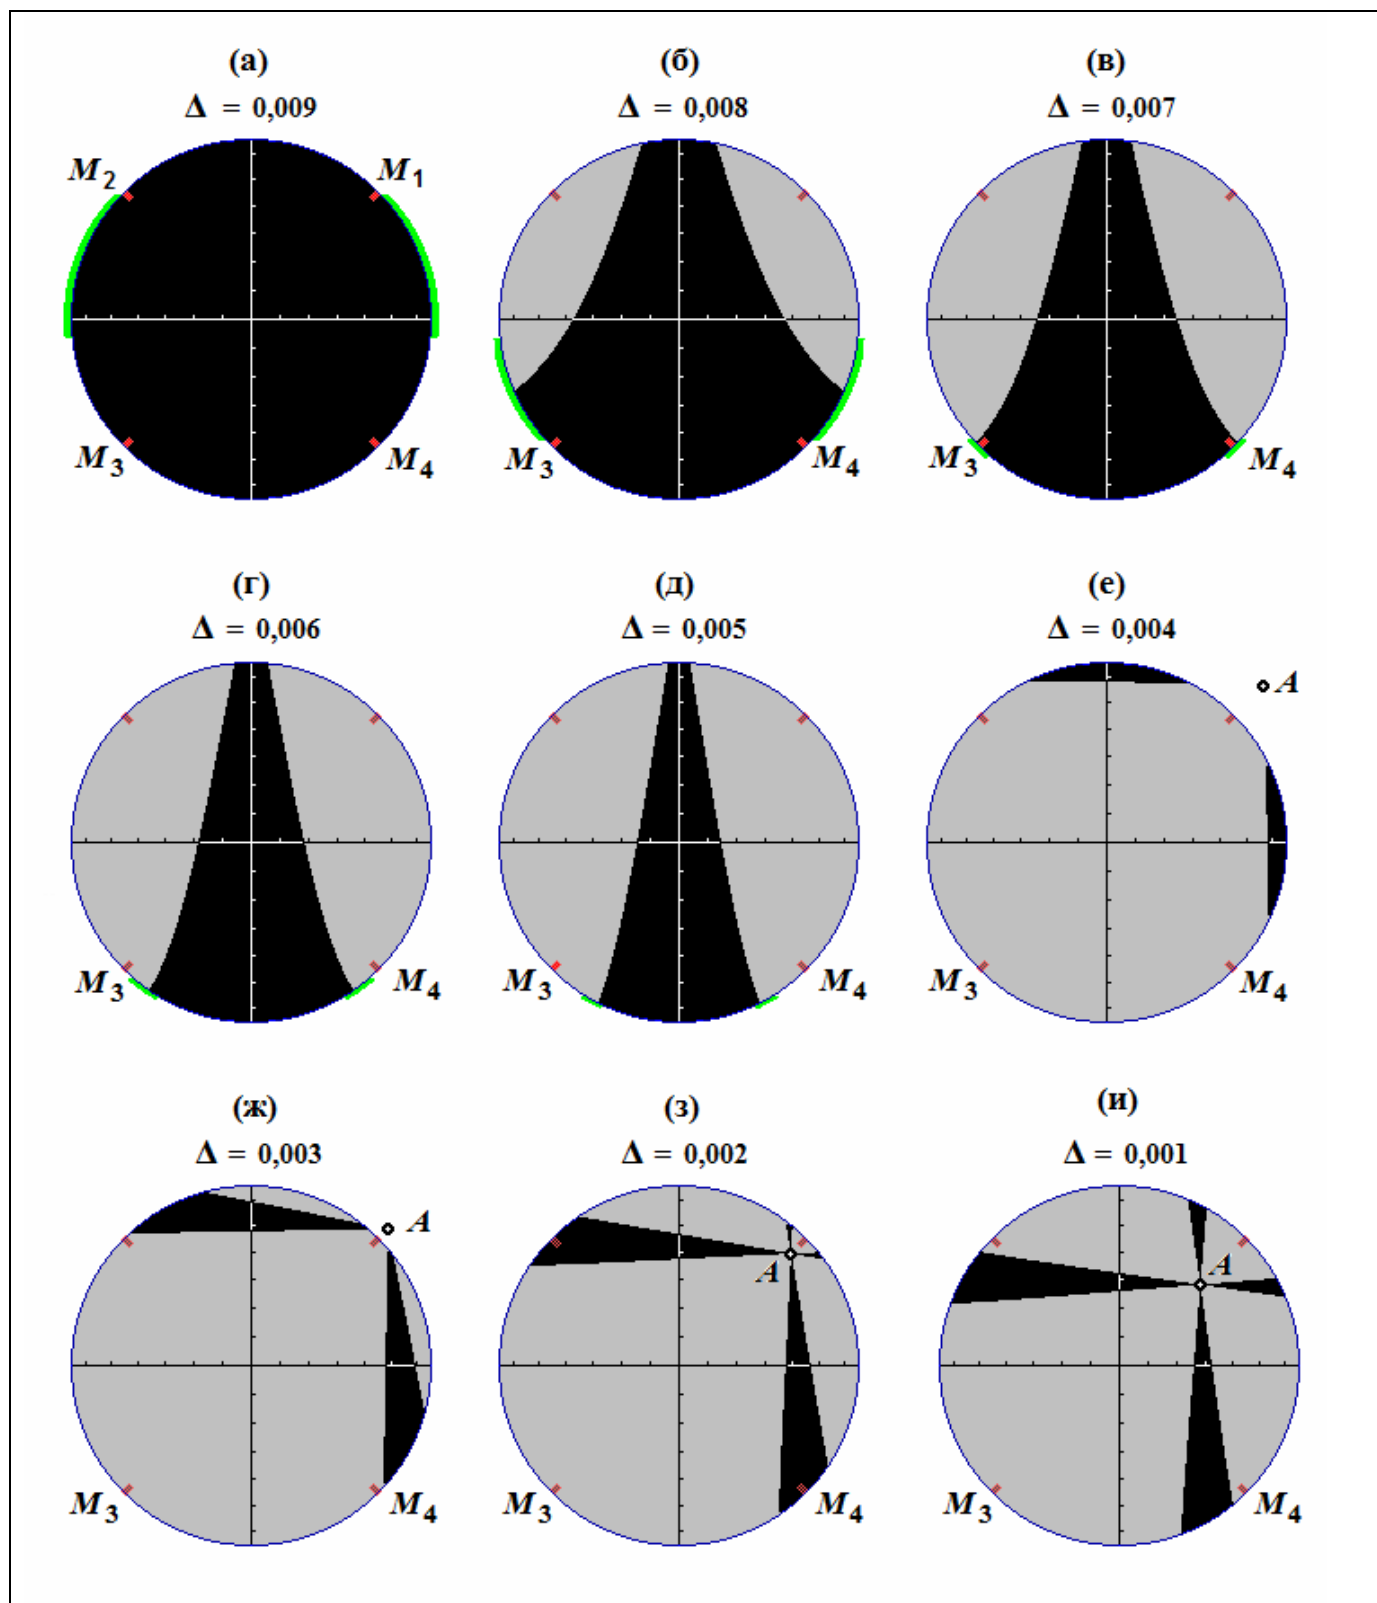 (а) (б) (в)
Δ = 0,009 Δ = 0,008 Δ = 0,007
M2 M1
M3 M4 M3 M4 M3 M4
(г) (д) (е)
Δ = 0,006 Δ = 0,005 Δ = 0,004
A
M3 M4 M3 M4 M3 M4
(ж) (з) (и)
Δ = 0,003 Δ = 0,002 Δ = 0,001
A A A
M3 M4 M3 M4 M3 M4